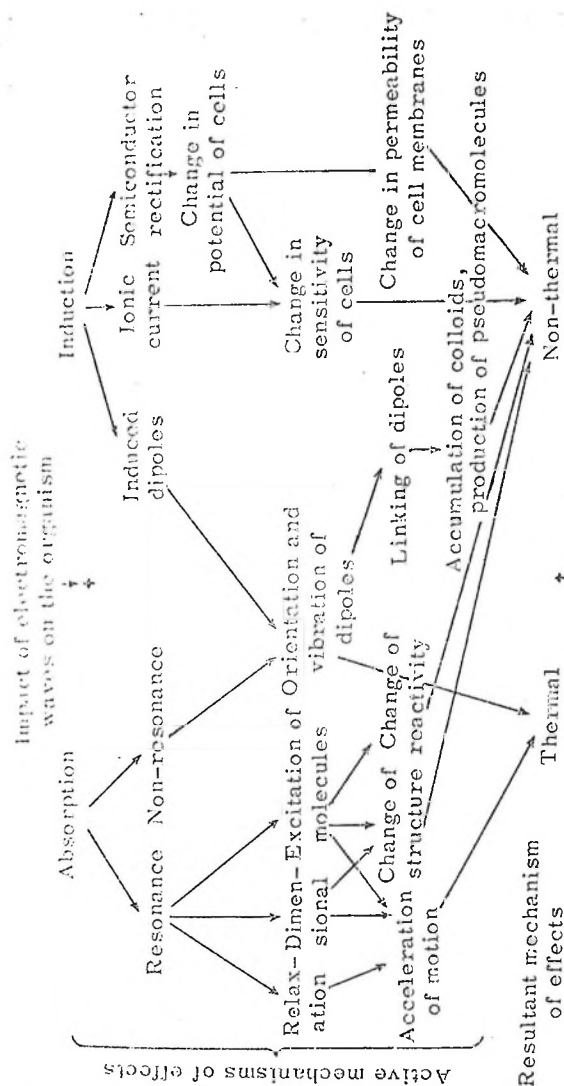 Impact of electromagnetic
waves on the organism
Absorption
Induction
Resonance
Non-resonance
Induced
dipoles
Ionic
current
Semiconductor
rectification
Change in
potential of cells
Relax-
ation
Dimen-
sional
Excitation of
molecules
Orientation and
vibration of
dipoles
Change in
sensitivity
of cells
Acceleration
of motion
Change of
structure
Change of
reactivity
Linking of dipoles
Change in permeability
of cell membranes
Accumulation of colloids,
production of pseudomacromolecules
Active mechanisms of effects
Resultant mechanism
of effects
Thermal
Non-thermal